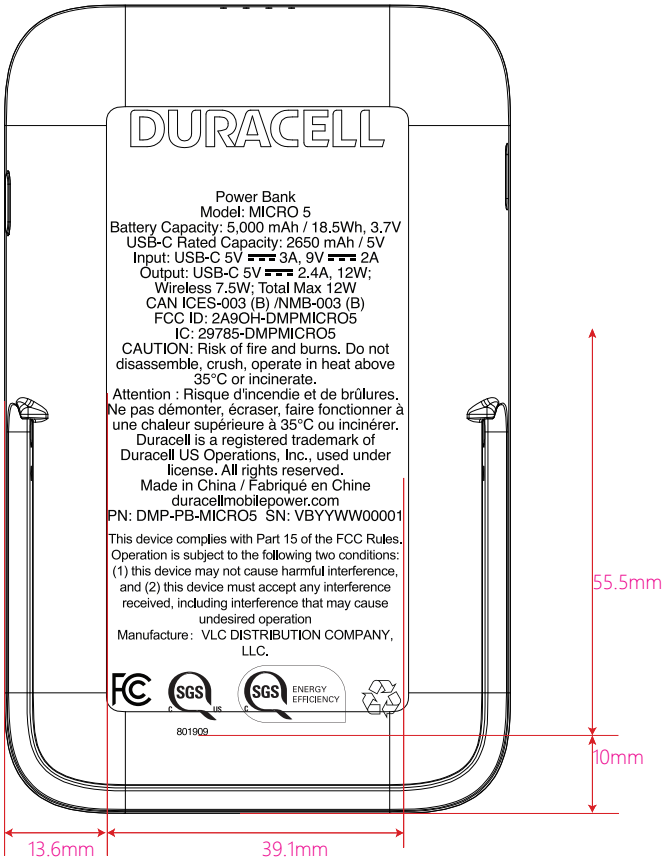 DURACELL
Power Bank
Model: MICRO 5
Battery Capacity: 5,000 mAh / 18.5Wh, 3.7V
USB-C Rated Capacity: 2650 mAh / 5V
Input: USB-C 5V ⎓ 3A, 9V ⎓ 2A
Output: USB-C 5V ⎓ 2.4A, 12W;
Wireless 7.5W; Total Max 12W
CAN ICES-003 (B) /NMB-003 (B)
FCC ID: 2A9OH-DMPMICRO5
IC: 29785-DMPMICRO5
CAUTION: Risk of fire and burns. Do not
disassemble, crush, operate in heat above
35°C or incinerate.
Attention : Risque d'incendie et de brûlures.
Ne pas démonter, écraser, faire fonctionner à
une chaleur supérieure à 35°C ou incinérer.
Duracell is a registered trademark of
Duracell US Operations, Inc., used under
license. All rights reserved.
Made in China / Fabriqué en Chine
duracellmobilepower.com
PN: DMP-PB-MICRO5 SN: VBYYWW00001
This device complies with Part 15 of the FCC Rules.
Operation is subject to the following two conditions:
(1) this device may not cause harmful interference,
and (2) this device must accept any interference
received, including interference that may cause
undesired operation
Manufacture: VLC DISTRIBUTION COMPANY,
LLC.
FC SGS C US SGS C ENERGY
EFFICIENCY
801909
55.5mm
10mm
13.6mm 39.1mm